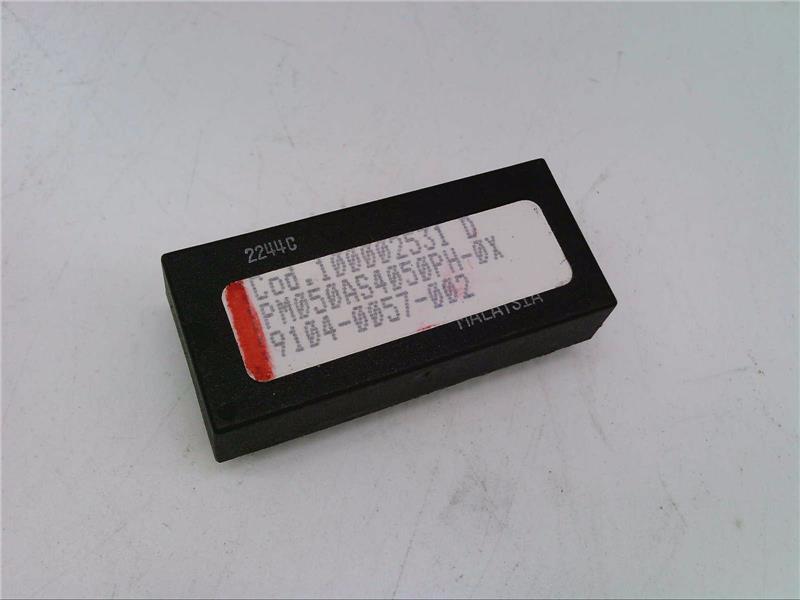 2244C
Cod.100002531 D
PM050AS4050PH-0X
9104-0057-002
MALAYSIA